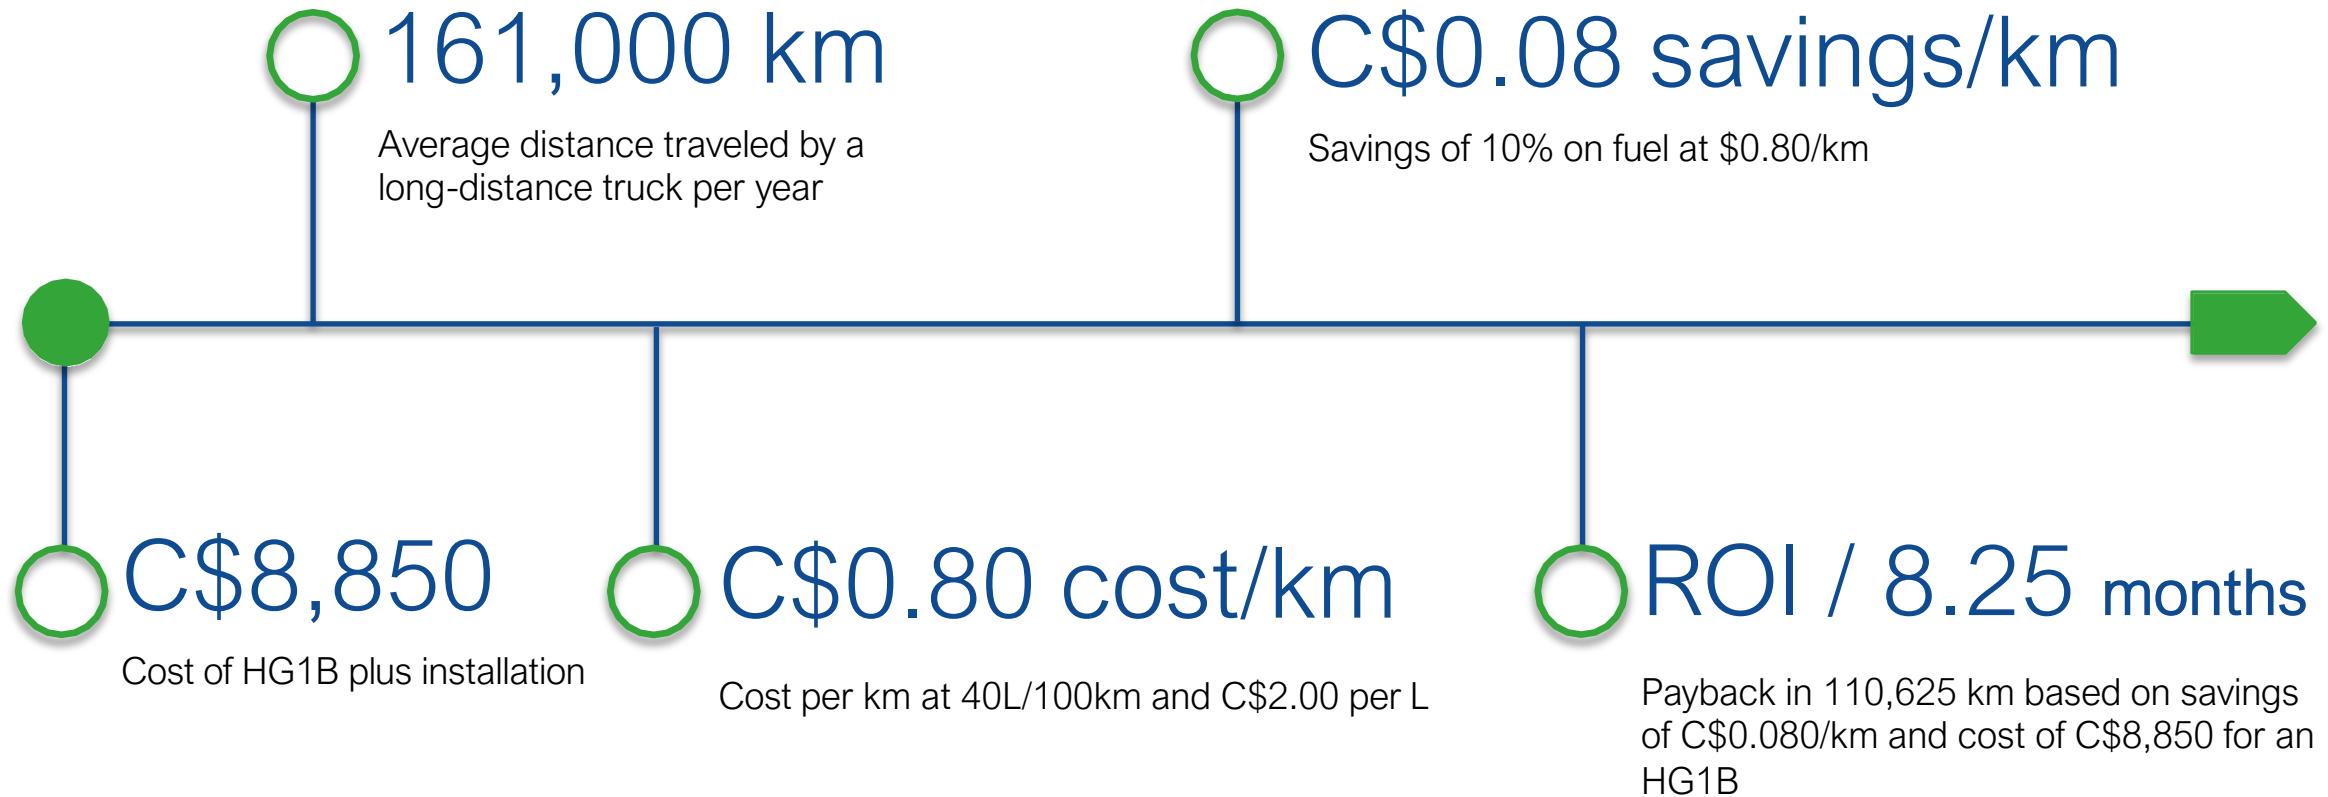 161,000 km
Average distance traveled by a
long-distance truck per year
C$0.08 savings/km
Savings of 10% on fuel at $0.80/km
C$8,850
Cost of HG1B plus installation
C$0.80 cost/km
Cost per km at 40L/100km and C$2.00 per L
ROI / 8.25 months
Payback in 110,625 km based on savings
of C$0.080/km and cost of C$8,850 for an
HG1B